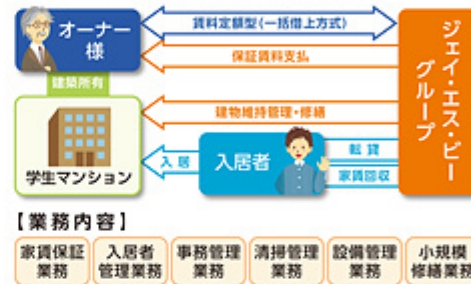 オーナー様
賃料定額型(一括借上方式)
保証賃料支払
建築所有
建物維持管理・修繕
ジェイ・エス・ビー
グループ
学生マンション
入居
入居者
転貸
家賃回収
【業務内容】
家賃保証
業務
入居者
管理業務
事務管理
業務
清掃管理
業務
設備管理
業務
小規模
修繕業務